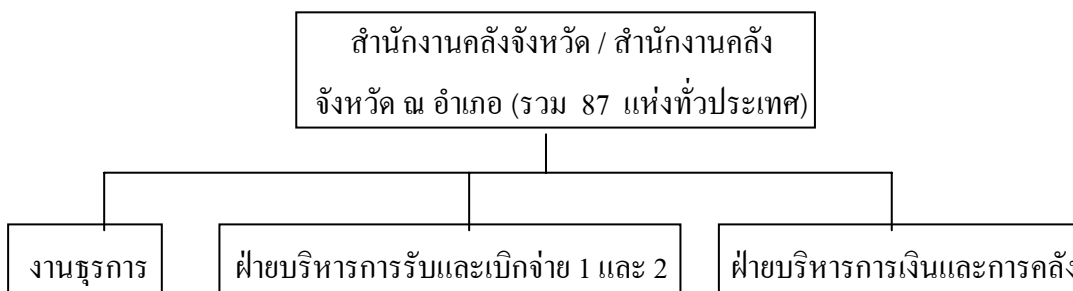 สำนักงานคลังจังหวัด / สำนักงานคลัง
จังหวัด ณ อำเภอ (รวม 87 แห่งทั่วประเทศ)
งานธุรการ
ฝ่ายบริหารการรับและเบิกจ่าย 1 และ 2
ฝ่ายบริหารการเงินและการคลัง